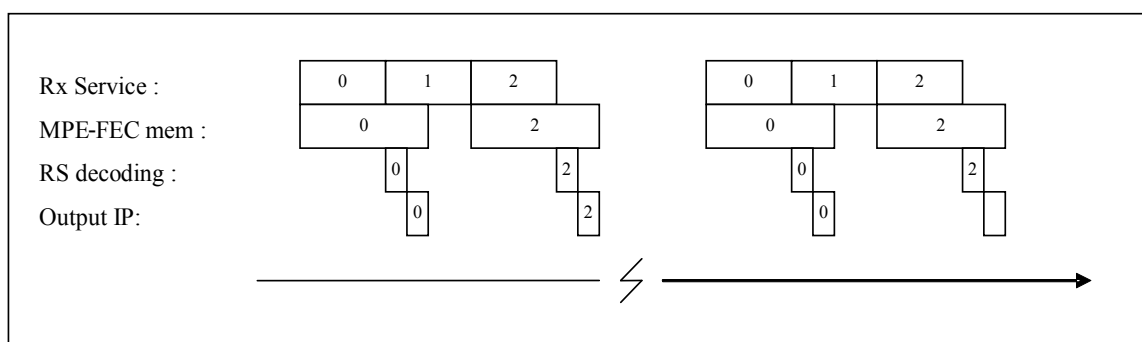 Rx Service : 0 1 2 0 1 2
MPE-FEC mem : 0 2 0 2
RS decoding : 0 2 0 2
Output IP: 0 2 0